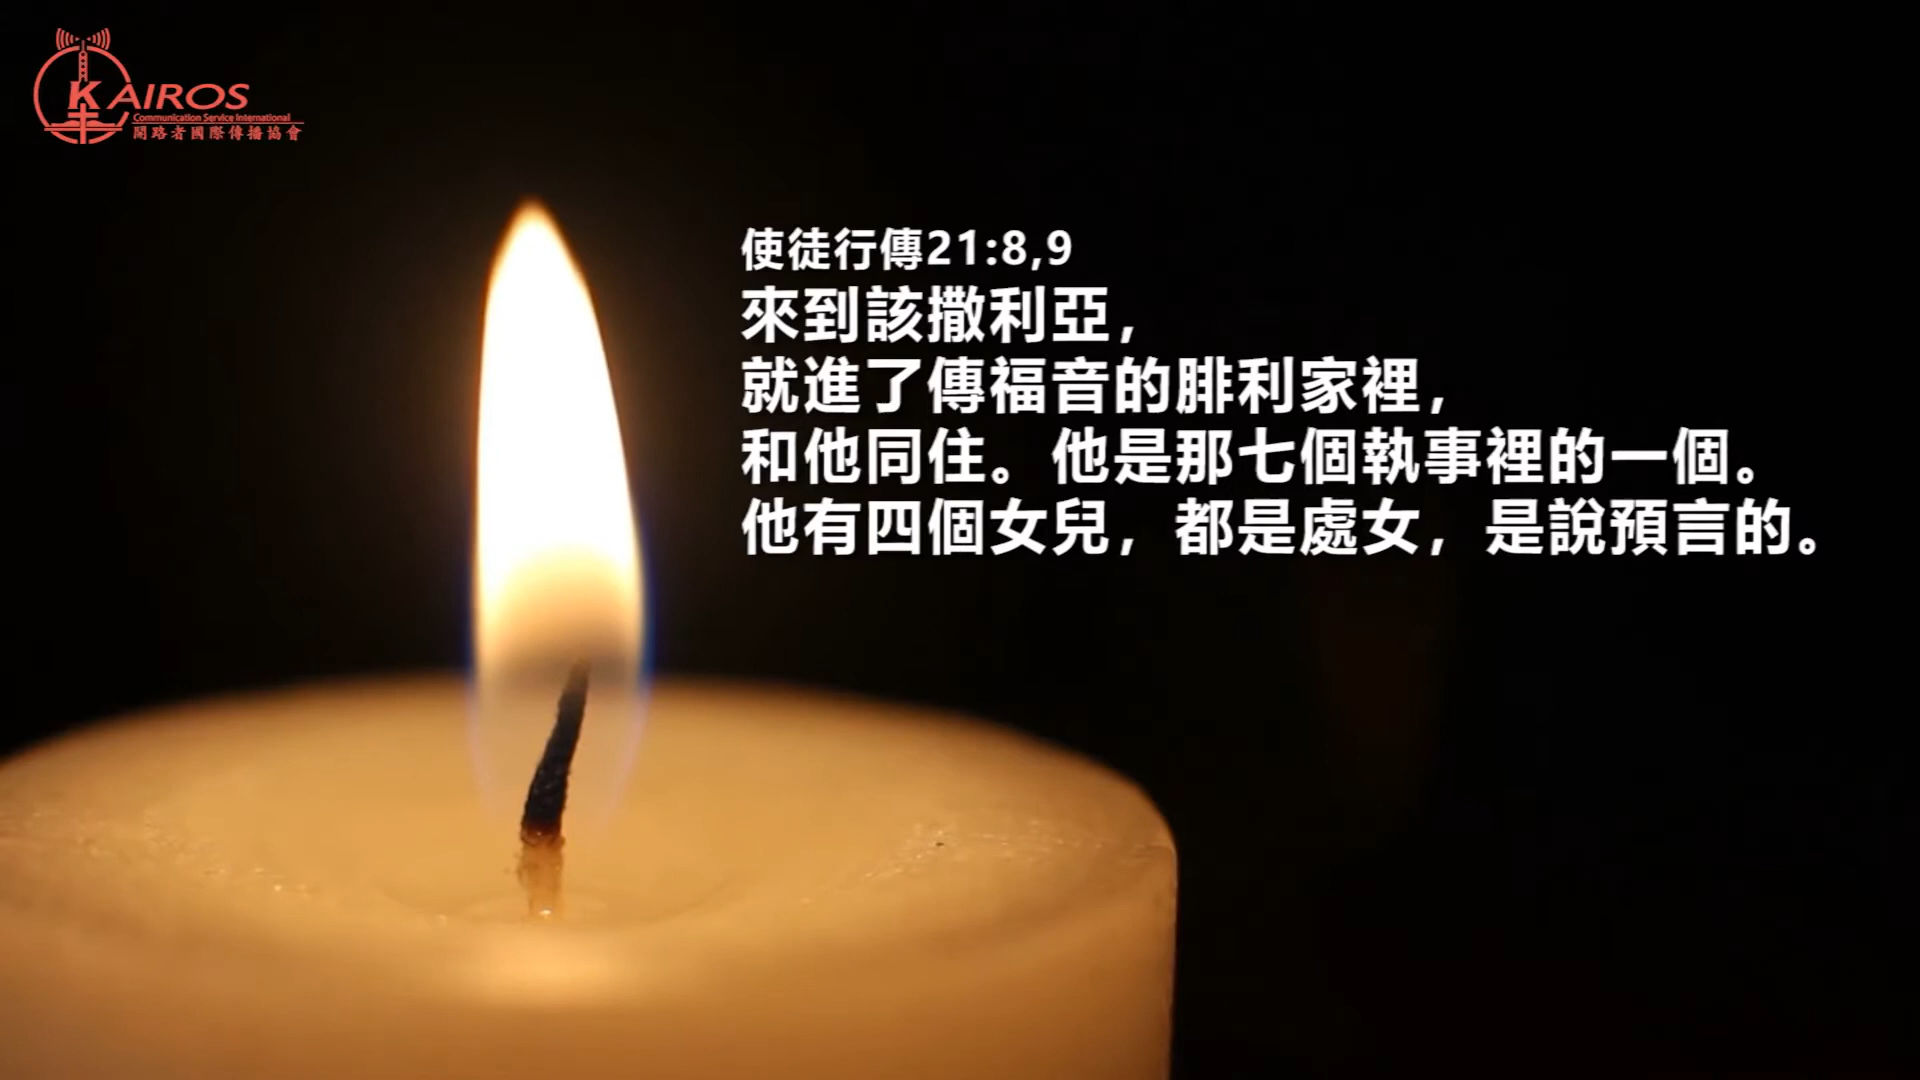 KAIROS
Communication Service International
開路者國際傳播協會
使徒行傳21:8,9
來到該撒利亞，
就進了傳福音的腓利家裡，
和他同住。他是那七個執事裡的一個。
他有四個女兒，都是處女，是說預言的。